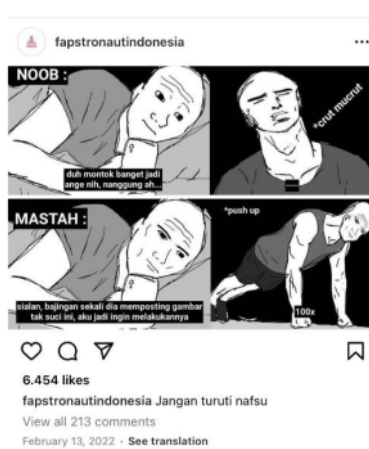 fapstronautindonesia
NOOB :
duh montok banget jadi
ange nih, nanggung ah...
*crut mucrut
MASTAH :
sialan, bajingan sekali dia memposting gambar
tak suci ini, aku jadi ingin melakukannya
*push up
100x
6.454 likes
fapstronautindonesia Jangan turuti nafsu
View all 213 comments
February 13, 2022 · See translation